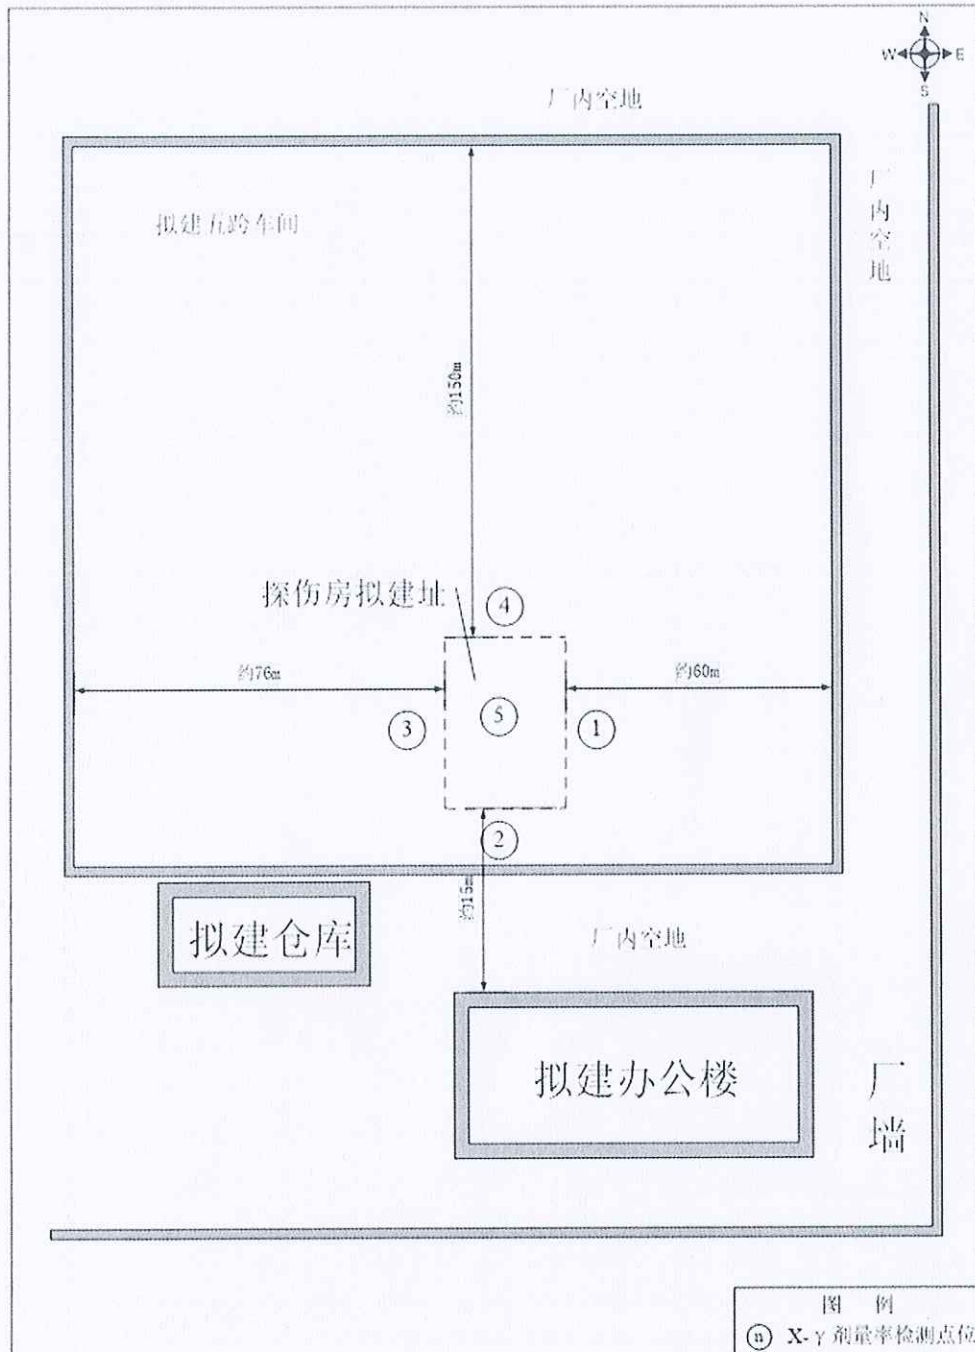 N
W E
S
厂内空地
厂内空地
拟建五跨车间
约150m
探伤房拟建址
④
约76m
约60m
③
⑤
①
②
约15m
拟建仓库
厂内空地
拟建办公楼
厂墙
图 例
ⓝ X-γ剂量率检测点位